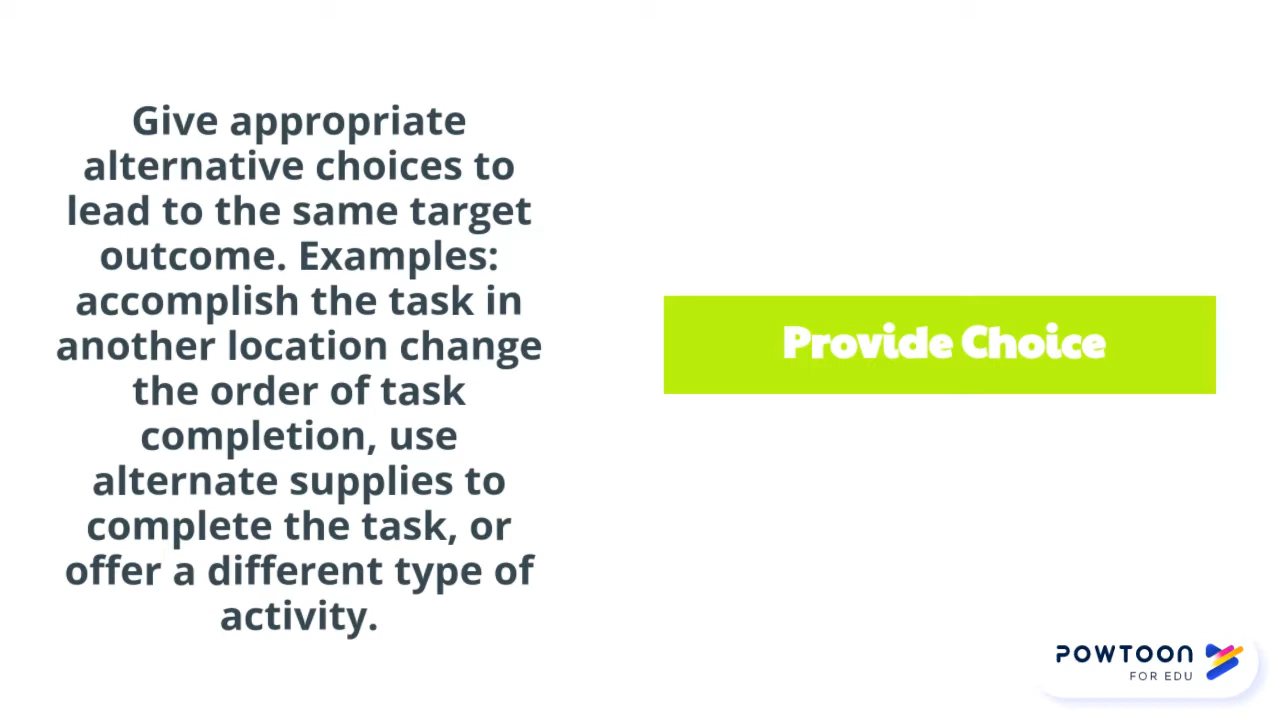 Give appropriate
alternative choices to
lead to the same target
outcome. Examples:
accomplish the task in
another location change
the order of task
completion, use
alternate supplies to
complete the task, or
offer a different type of
activity.
Provide Choice
POWTOON
FOR EDU